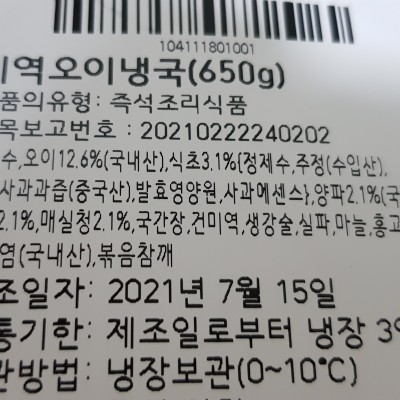 104111801001
미역오이냉국(650g)
품의유형: 즉석조리식품
목보고번호 : 20210222240202
수,오이12.6%(국내산),식초3.1%{정제수,주정(수입산),
사과과즙(중국산),발효영양원,사과에센스},양파2.1%(국
2.1%,매실청2.1%,국간장,건미역,생강술,실파,마늘,홍고
염(국내산),볶음참깨
조일자: 2021년 7월 15일
통기한: 제조일로부터 냉장 3
관방법: 냉장보관(0~10℃)